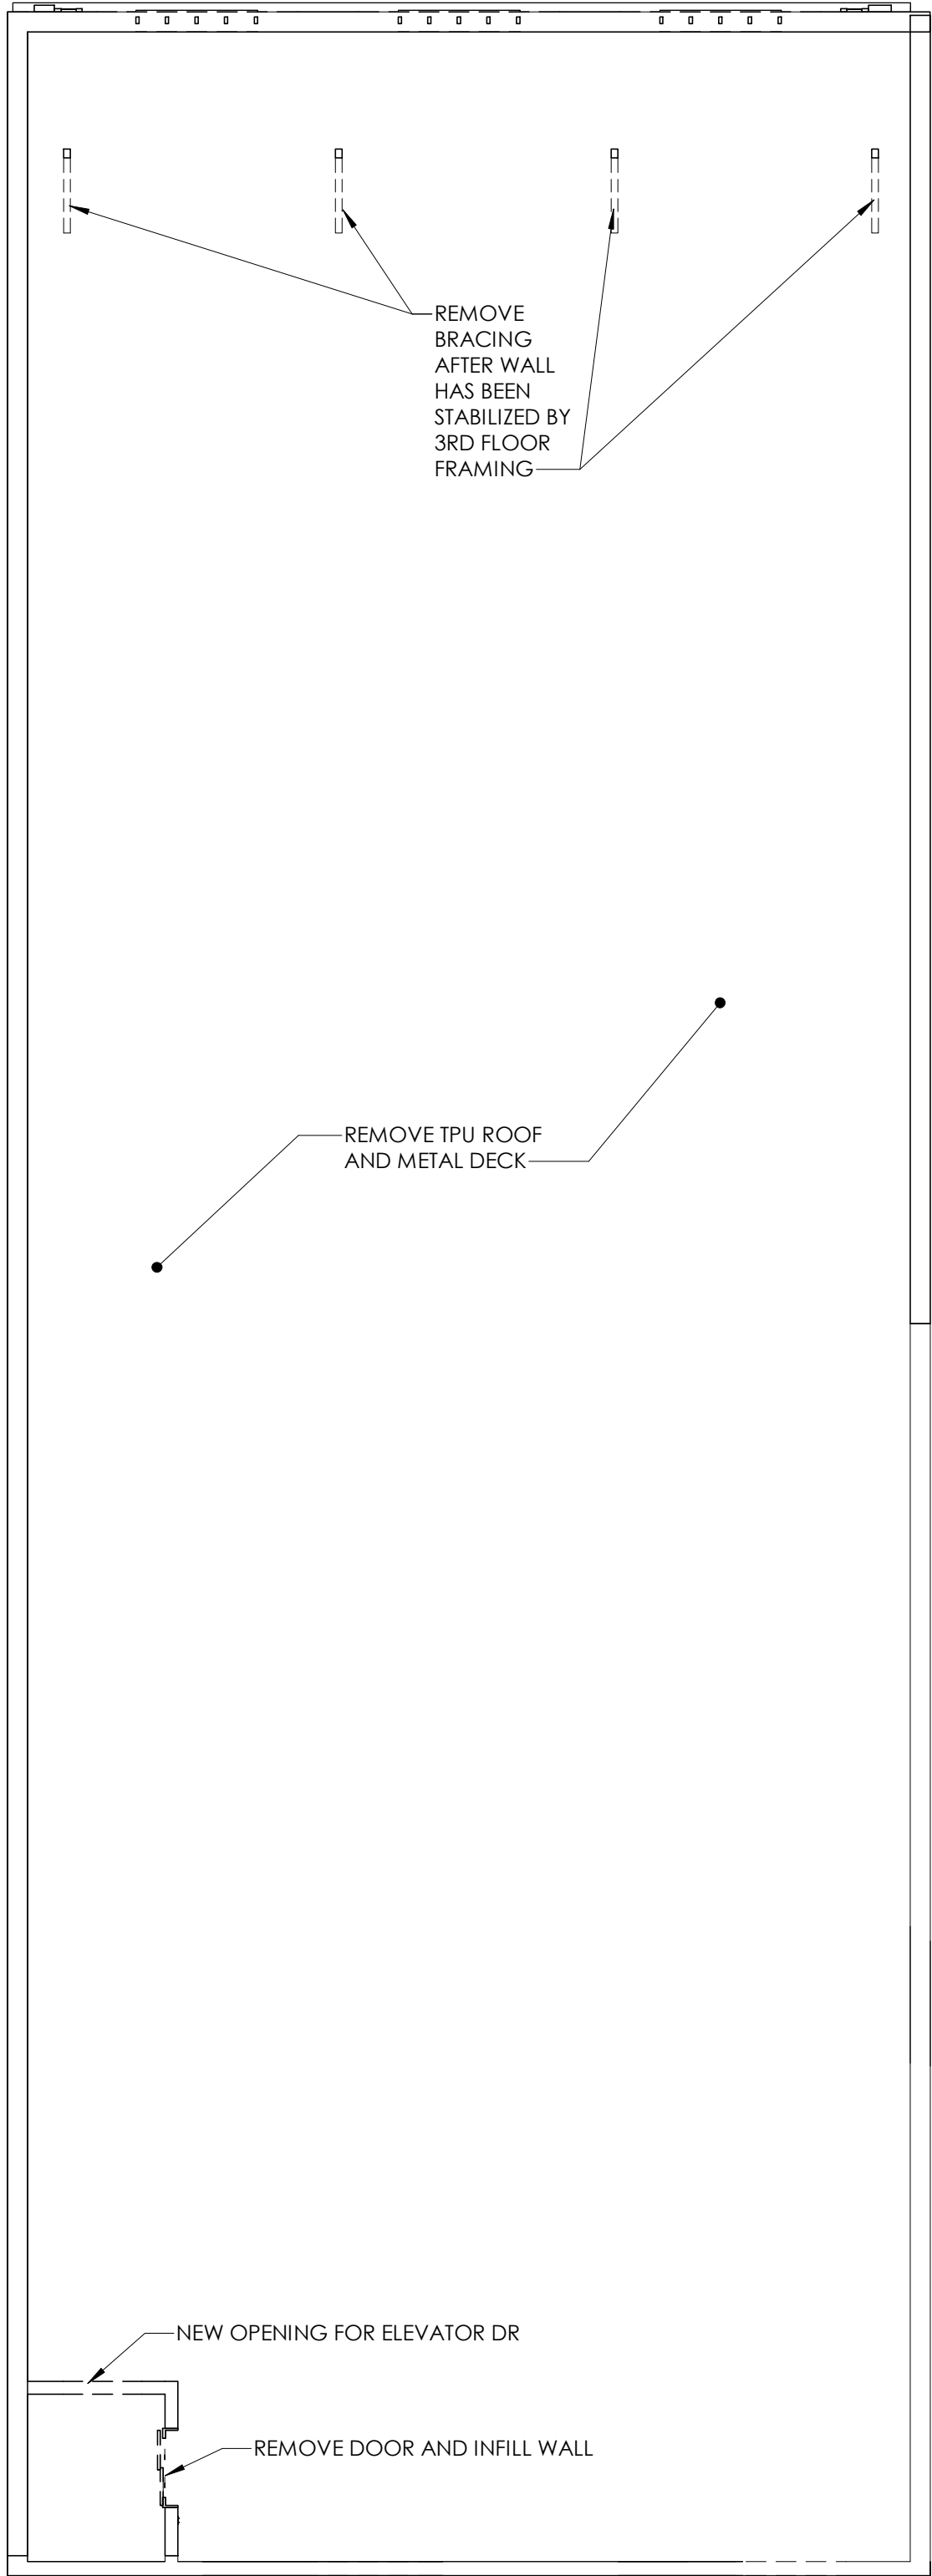 REMOVE
BRACING
AFTER WALL
HAS BEEN
STABILIZED BY
3RD FLOOR
FRAMING
REMOVE TPU ROOF
AND METAL DECK
NEW OPENING FOR ELEVATOR DR
REMOVE DOOR AND INFILL WALL